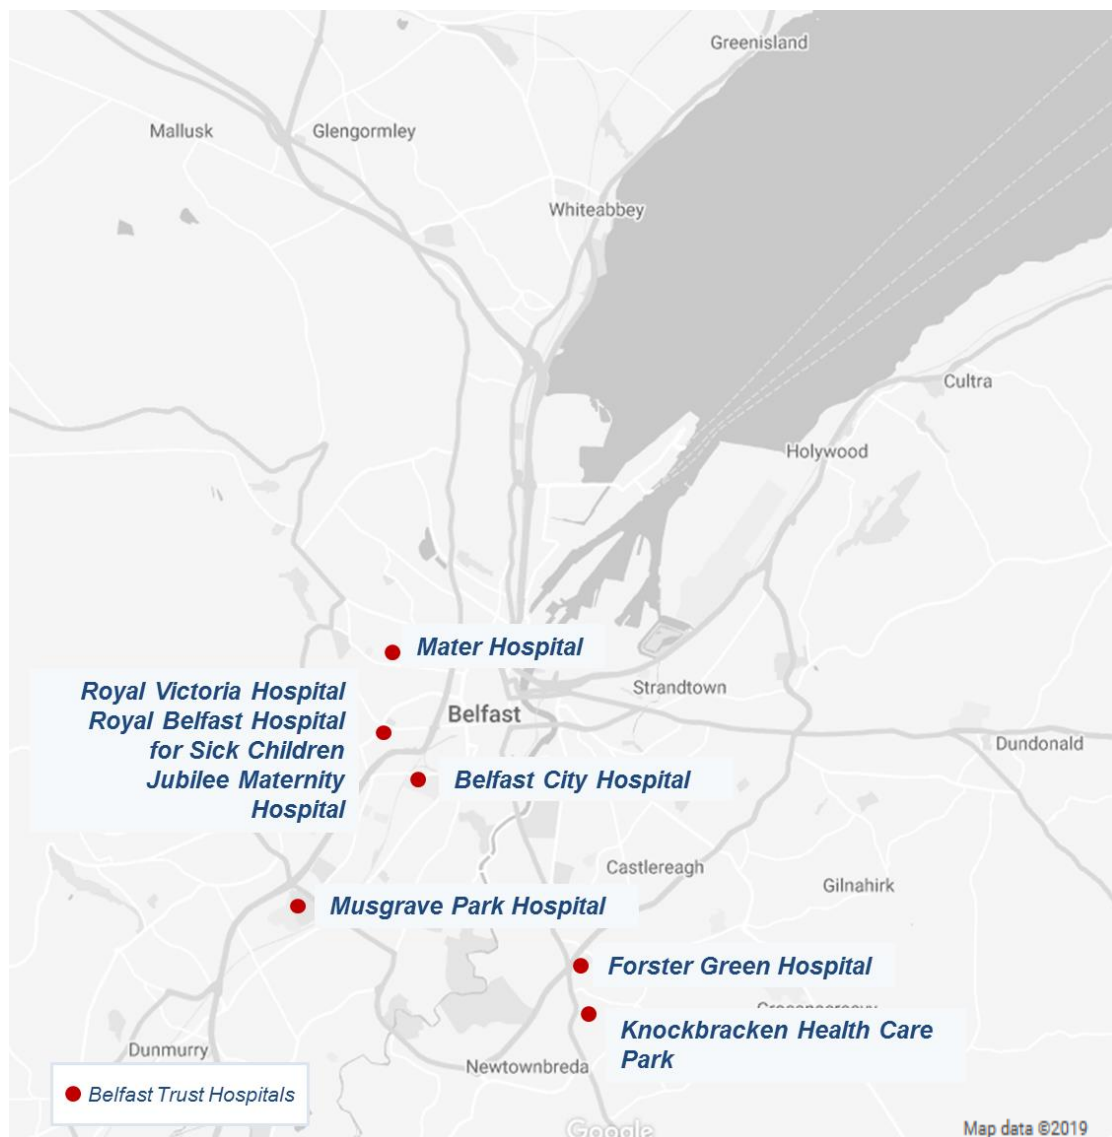 Greenisland
Mallusk
Glengormley
Whiteabbey
Cultra
Holywood
Mater Hospital
Royal Victoria Hospital
Royal Belfast Hospital
for Sick Children
Jubilee Maternity
Hospital
Strandtown
Belfast
Dundonald
Belfast City Hospital
Castlereagh
Gilnahirk
Musgrave Park Hospital
Forster Green Hospital
Knockbracken Health Care
Park
Dunmurry
Newtownbreda
Belfast Trust Hospitals
Google
Map data ©2019